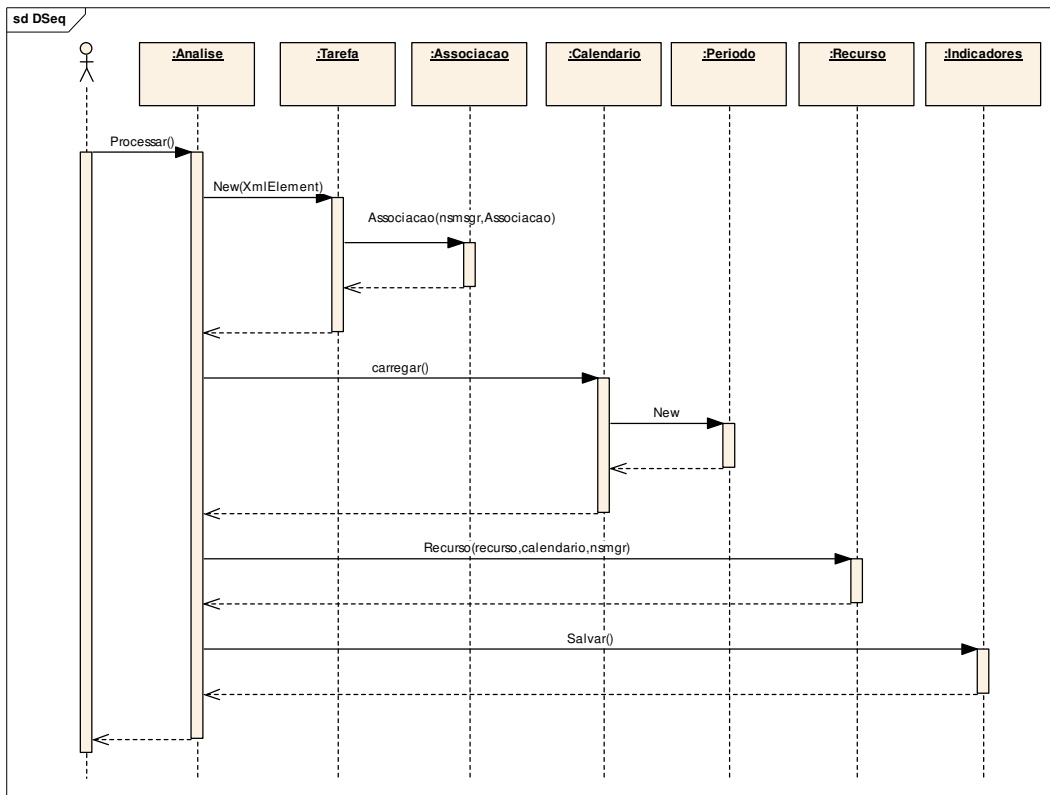 sd DSeq
:Analise
:Tarefa
:Associacao
:Calendario
:Periodo
:Recurso
:Indicadores
Processar()
New(XmlElement)
Associacao(nsmsgr,Associacao)
carregar()
New
Recurso(recurso,calendario,nsmgr)
Salvar()